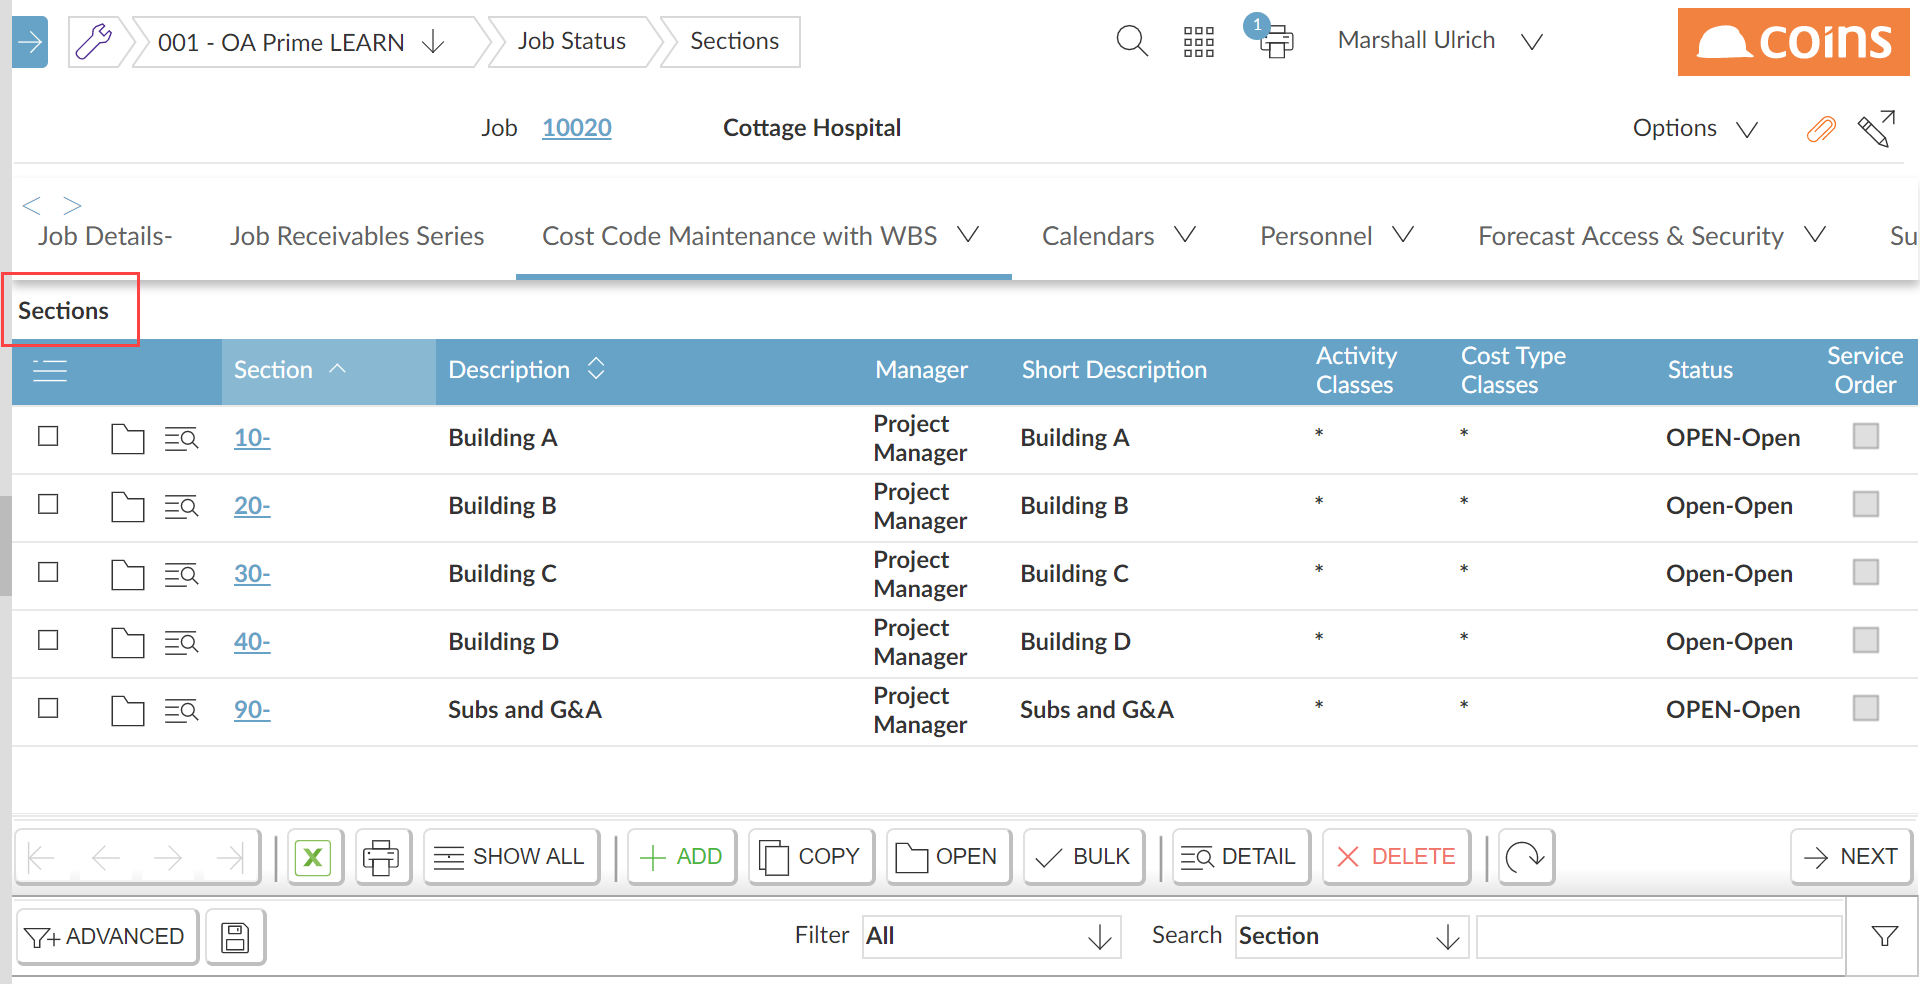 001 - OA Prime LEARN
Job Status
Sections
1
Marshall Ulrich
coins
Job 10020 Cottage Hospital
Options
< >
Job Details- Job Receivables Series Cost Code Maintenance with WBS Calendars Personnel Forecast Access & Security Su
Sections
Section Description Manager Short Description Activity Classes Cost Type Classes Status Service Order
10- Building A Project Manager Building A * * OPEN-Open
20- Building B Project Manager Building B * * Open-Open
30- Building C Project Manager Building C * * Open-Open
40- Building D Project Manager Building D * * Open-Open
90- Subs and G&A Project Manager Subs and G&A * * OPEN-Open
X SHOW ALL ADD COPY OPEN BULK DETAIL DELETE NEXT
ADVANCED Filter All Search Section